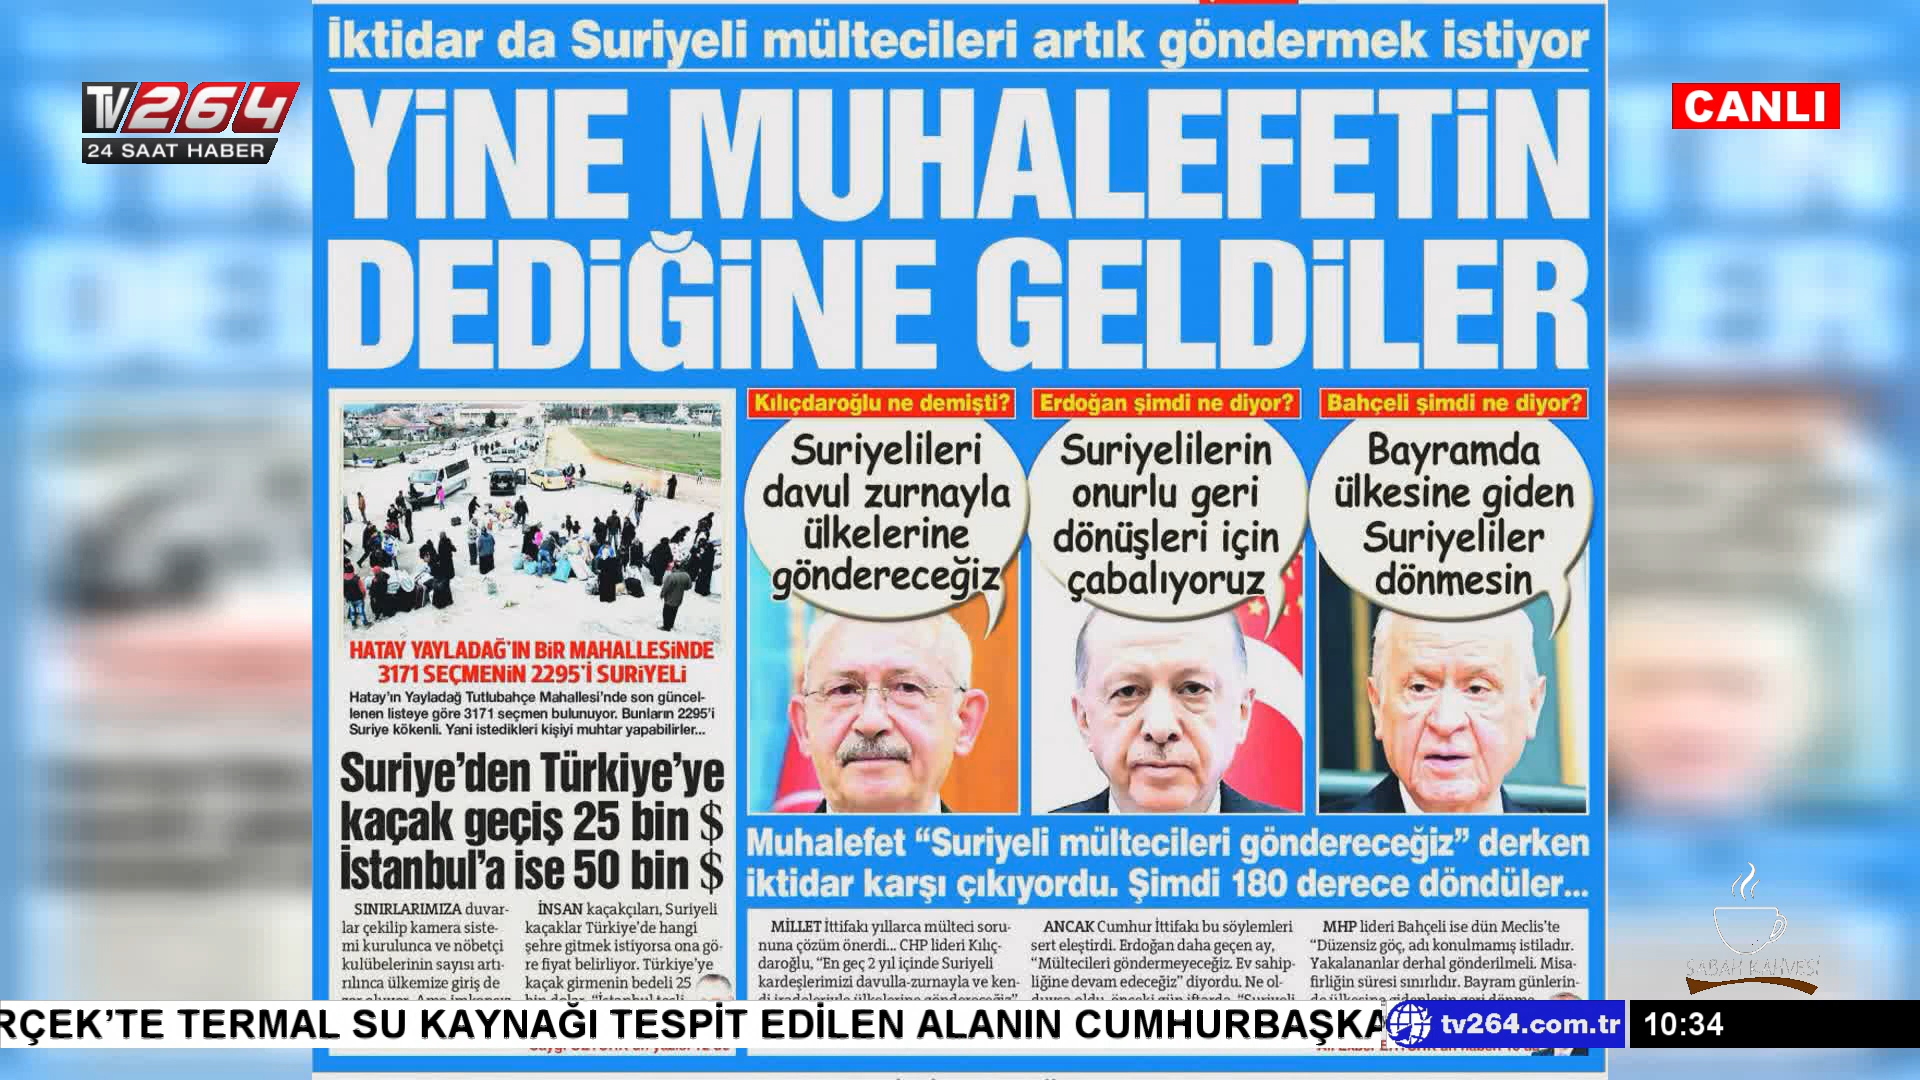 İktidar da Suriyeli mültecileri artık göndermek istiyor
TV264
24 SAAT HABER
CANLI
YİNE MUHALEFETİN
DEDİĞİNE GELDİLER
HATAY YAYLADAĞ'IN BİR MAHALLESİNDE
3171 SEÇMENİN 2295'İ SURİYELİ
Hatay'ın Yayladağ Tutlubahçe Mahallesi'nde son güncel-
lenen listeye göre 3171 seçmen bulunuyor. Bunların 2295'i
Suriye kökenli. Yani istedikleri kişiyi muhtar yapabilirler...
Suriye'den Türkiye'ye
kaçak geçiş 25 bin $
İstanbul'a ise 50 bin $
SINIRLARIMIZA duvar-
lar çekilip kamera siste-
mi kurulunca ve nöbetçi
kulübelerinin sayısı artı-
rılınca ülkemize giriş de
İNSAN kaçakçıları, Suriyeli
kaçaklar Türkiye'de hangi
şehre gitmek istiyorsa ona gö-
re fiyat belirliyor. Türkiye'ye
kaçak girmenin bedeli 25
Kılıçdaroğlu ne demişti?
Suriyelileri
davul zurnayla
ülkelerine
göndereceğiz
Erdoğan şimdi ne diyor?
Suriyelilerin
onurlu geri
dönüşleri için
çabalıyoruz
Bahçeli şimdi ne diyor?
Bayramda
ülkesine giden
Suriyeliler
dönmesin
Muhalefet “Suriyeli mültecileri göndereceğiz” derken
iktidar karşı çıkıyordu. Şimdi 180 derece döndüler...
MİLLET İttifakı yıllarca mülteci soru-
nuna çözüm önerdi... CHP lideri Kılıç-
daroğlu, “En geç 2 yıl içinde Suriyeli
kardeşlerimizi davulla-zurnayla ve ken-
ANCAK Cumhur İttifakı bu söylemleri
sert eleştirdi. Erdoğan daha geçen ay,
“Mültecileri göndermeyeceğiz. Ev sahip-
liğine devam edeceğiz” diyordu. Ne ol-
MHP lideri Bahçeli ise dün Meclis'te
“Düzensiz göç, adı konulmamış istiladır.
Yakalananlar derhal gönderilmeli. Misa-
firliğin süresi sınırlıdır. Bayram günlerin-
SABAH KAHVESİ
RÇEK'TE TERMAL SU KAYNAĞI TESPİT EDİLEN ALANIN CUMHURBAŞKA
tv264.com.tr
10:34